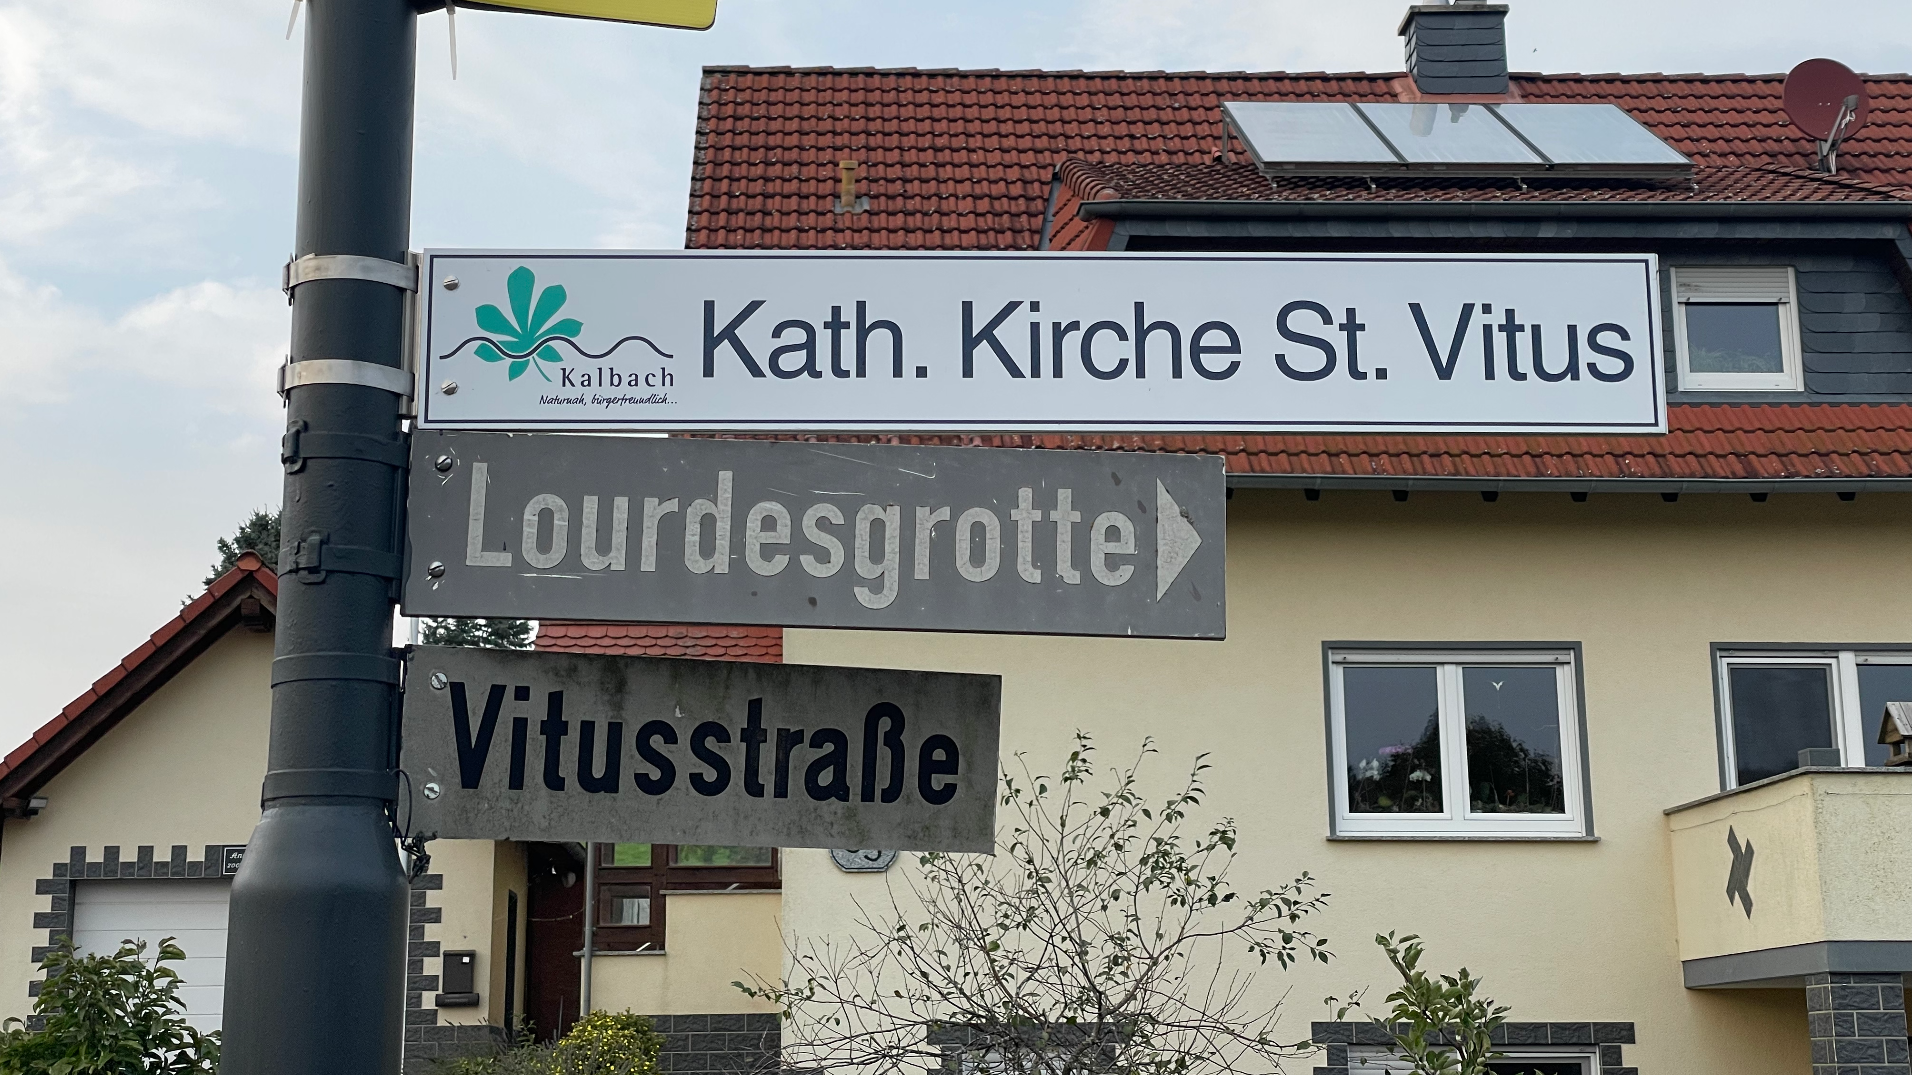 Kalbach
Naturnah, bürgerfreundlich...
Kath. Kirche St. Vitus
Lourdesgrotte
Vitusstraße